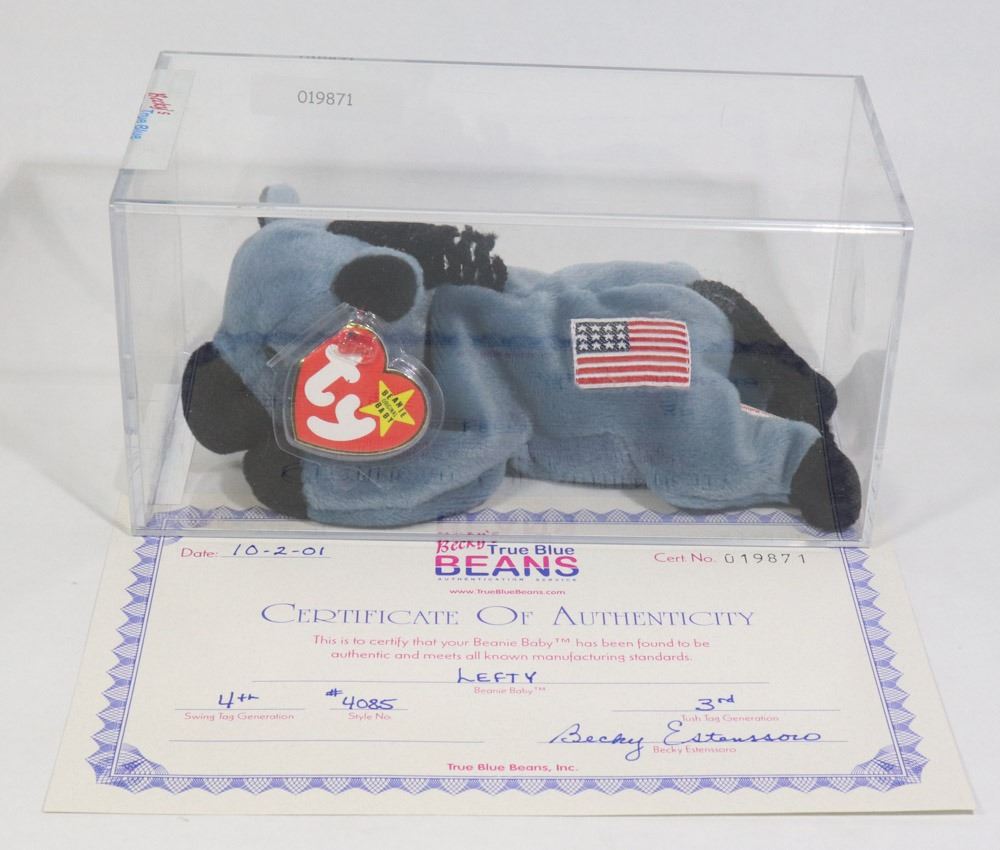 019871
Becky's
True Blue
ty
BEANIE
ORIGINAL
BABY
Date: 10-2-01
Becky's True Blue
BEANS
AUTHENTICATION SERVICE
www.TrueBlueBeans.com
Cert. No. 019871
CERTIFICATE OF AUTHENTICITY
This is to certify that your Beanie Baby™ has been found to be
authentic and meets all known manufacturing standards.
LEFTY
Beanie Baby™
4th #4085 3rd
Swing Tag Generation Style No. Tush Tag Generation
Becky Estenssoro
Becky Estenssoro
True Blue Beans, Inc.